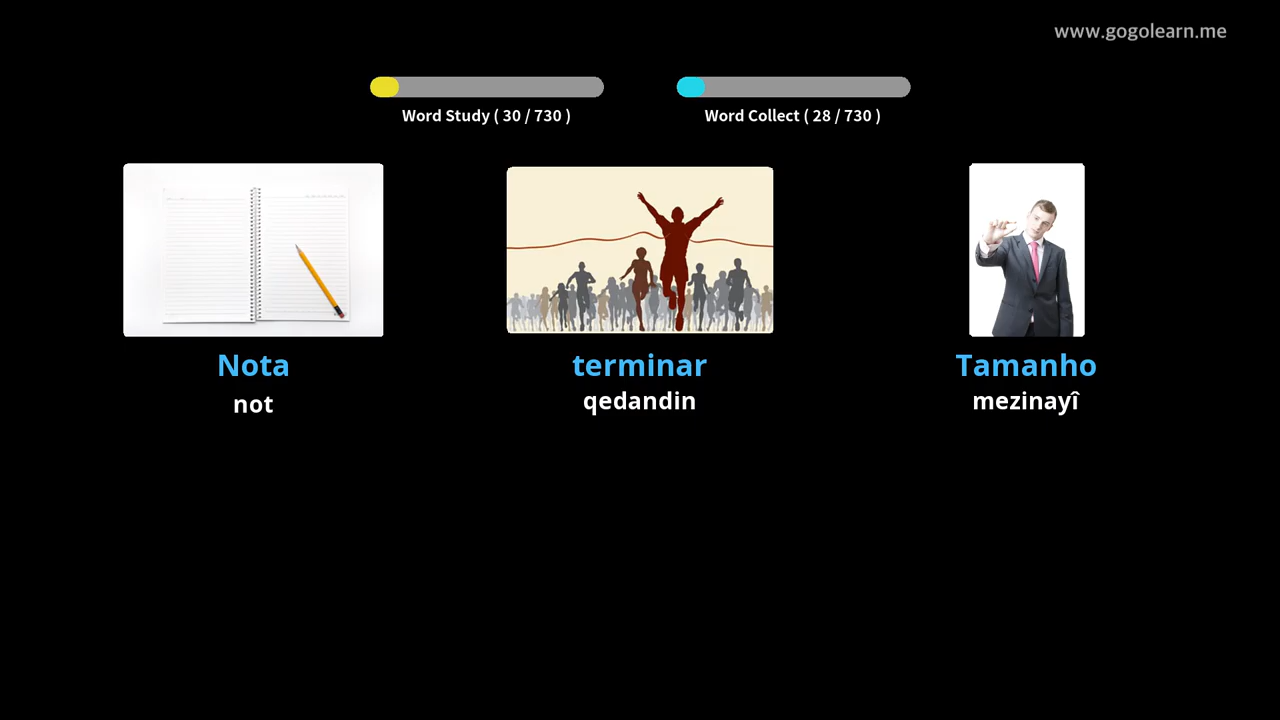 www.gogolearn.me
Word Study ( 30 / 730 )
Word Collect ( 28 / 730 )
Nota
not
terminar
qedandin
Tamanho
mezinayî